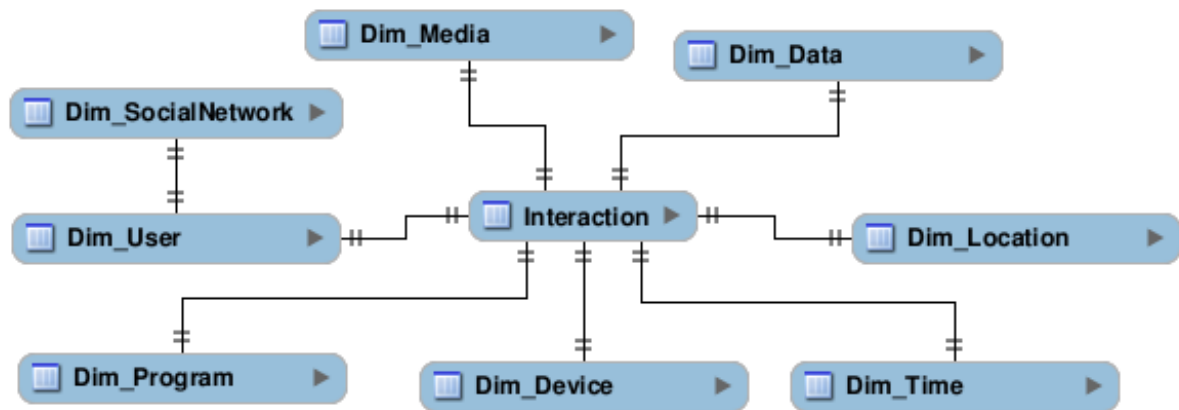 Dim_Media
Dim_Data
Dim_SocialNetwork
Interaction
Dim_User
Dim_Location
Dim_Program
Dim_Device
Dim_Time